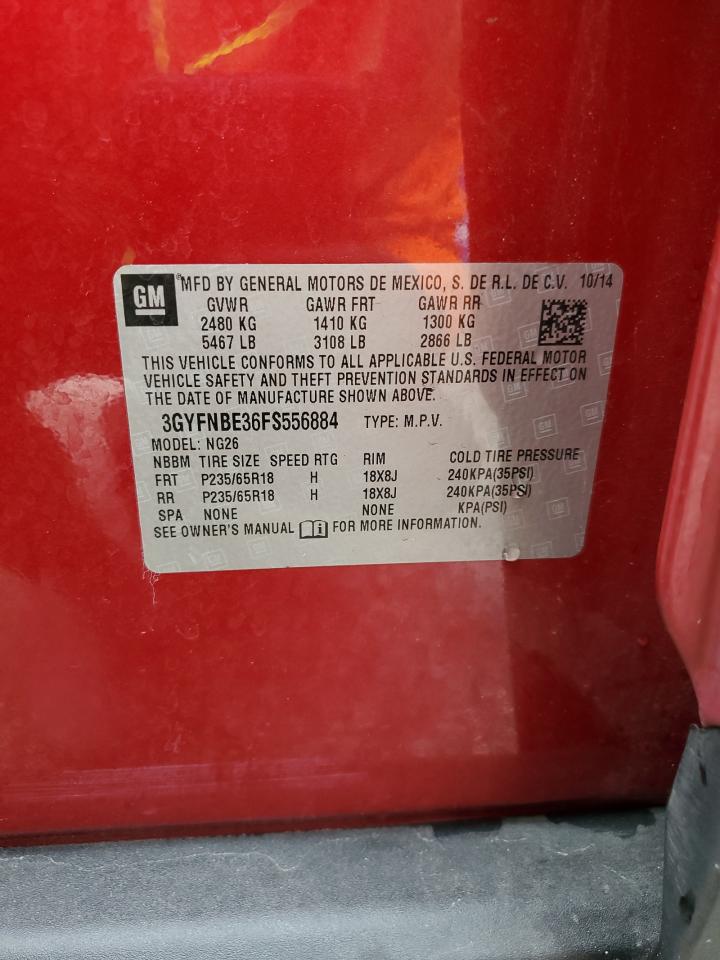 GM ®MFD BY GENERAL MOTORS DE MEXICO, S. DE R.L. DE C.V. 10/14
GVWR GAWR FRT GAWR RR
2480 KG 1410 KG 1300 KG
5467 LB 3108 LB 2866 LB
THIS VEHICLE CONFORMS TO ALL APPLICABLE U.S. FEDERAL MOTOR
VEHICLE SAFETY AND THEFT PREVENTION STANDARDS IN EFFECT ON
THE DATE OF MANUFACTURE SHOWN ABOVE.
3GYFNBE36FS556884 TYPE: M.P.V.
MODEL: NG26
NBBM TIRE SIZE SPEED RTG RIM COLD TIRE PRESSURE
FRT P235/65R18 H 18X8J 240KPA(35PSI)
RR P235/65R18 H 18X8J 240KPA(35PSI)
SPA NONE NONE KPA(PSI)
SEE OWNER'S MANUAL FOR MORE INFORMATION.